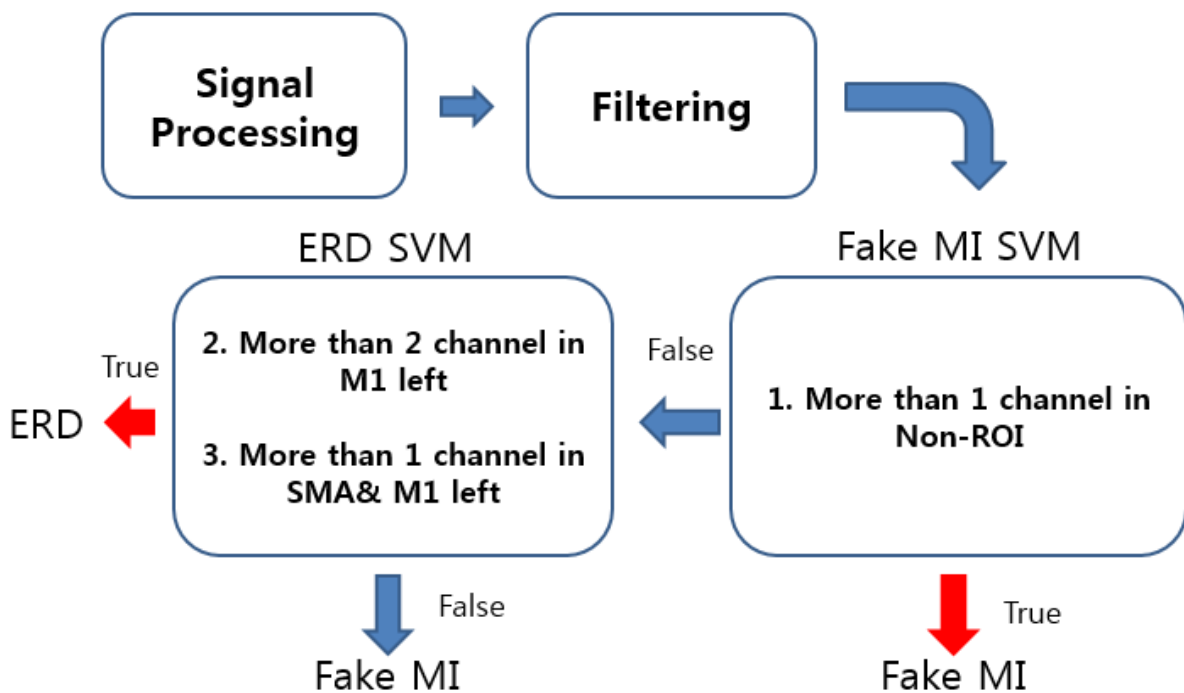 Signal
Processing
Filtering
ERD SVM
Fake MI SVM
2. More than 2 channel in
M1 left
3. More than 1 channel in
SMA& M1 left
True
ERD
False
1. More than 1 channel in
Non-ROI
False
Fake MI
True
Fake MI